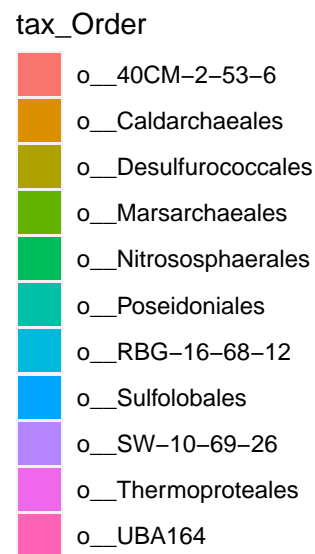 tax_Order
o__40CM−2−53−6
o__Caldarchaeales
o__Desulfurococcales
o__Marsarchaeales
o__Nitrososphaerales
o__Poseidoniales
o__RBG−16−68−12
o__Sulfolobales
o__SW−10−69−26
o__Thermoproteales
o__UBA164